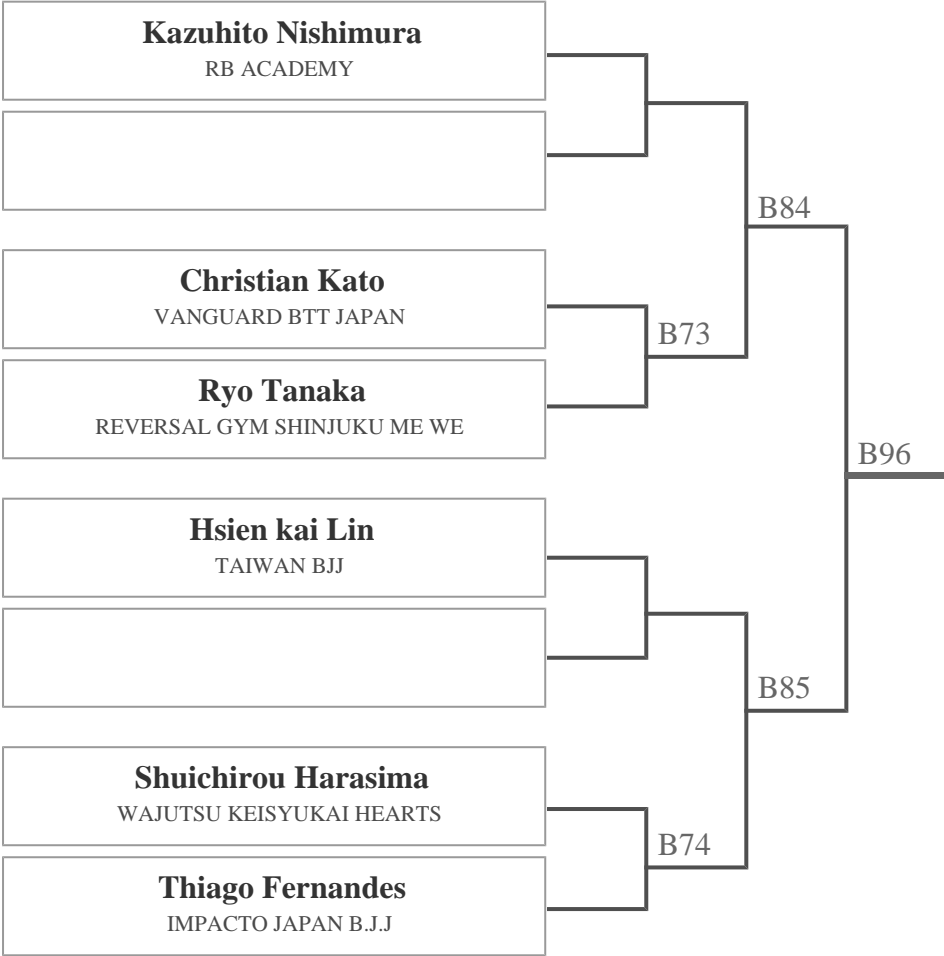 Kazuhito Nishimura
RB ACADEMY
B84
Christian Kato
VANGUARD BTT JAPAN
B73
Ryo Tanaka
REVERSAL GYM SHINJUKU ME WE
B96
Hsien kai Lin
TAIWAN BJJ
B85
Shuichirou Harasima
WAJUTSU KEISYUKAI HEARTS
B74
Thiago Fernandes
IMPACTO JAPAN B.J.J